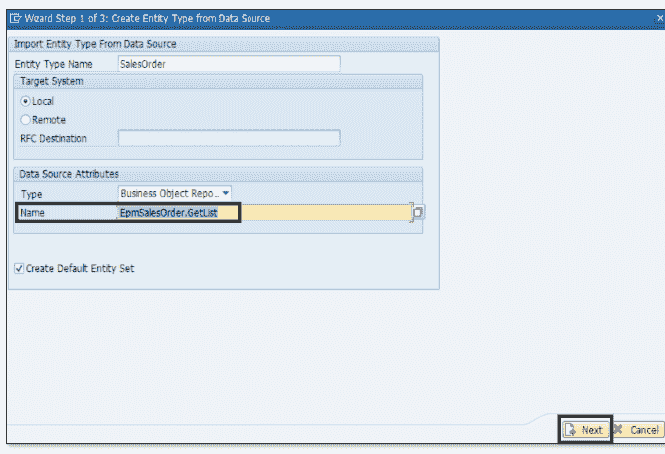 Wizard Step 1 of 3: Create Entity Type from Data Source
Import Entity Type From Data Source
Entity Type Name SalesOrder
Target System
Local
Remote
RFC Destination
Data Source Attributes
Type Business Object Repo..
Name EpmSalesOrder.GetList
Create Default Entity Set
Next Cancel